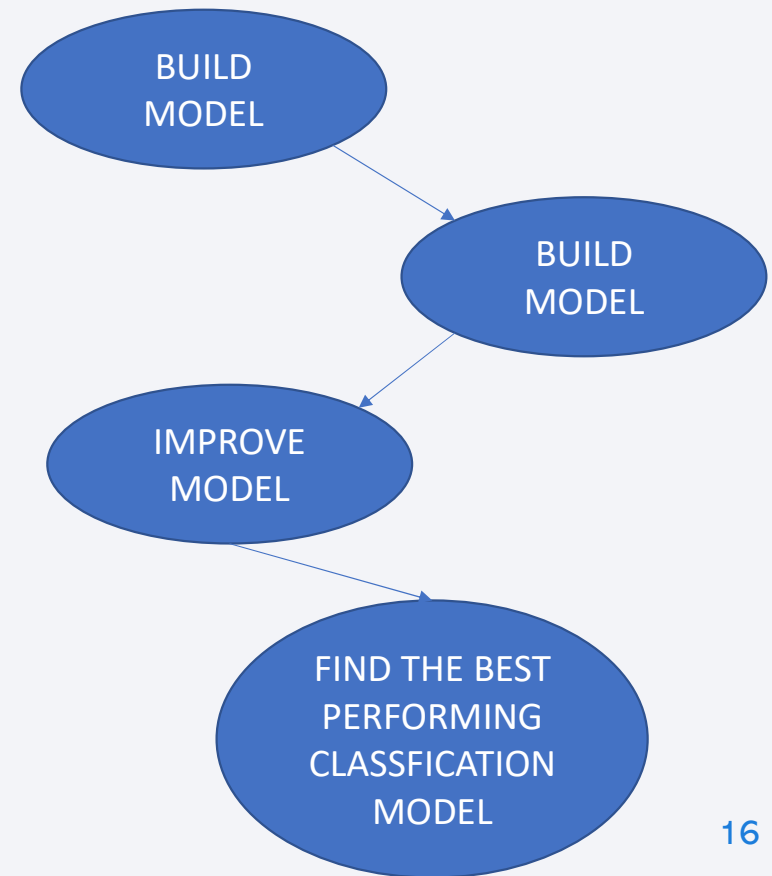 BUILD
MODEL
BUILD
MODEL
IMPROVE
MODEL
FIND THE BEST
PERFORMING
CLASSFICATION
MODEL
16